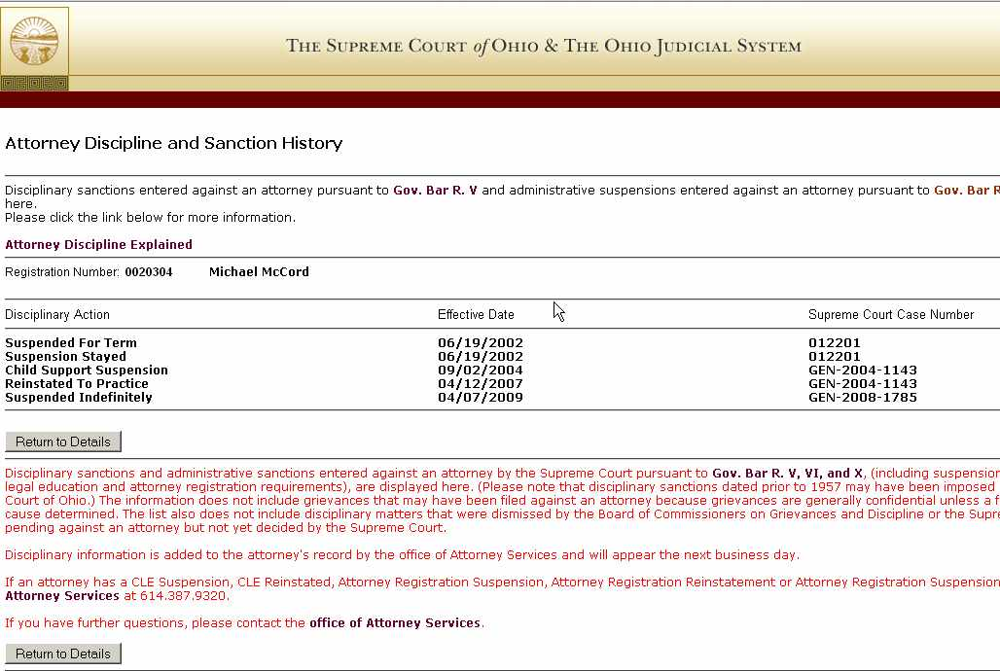 THE SUPREME COURT of OHIO & THE OHIO JUDICIAL SYSTEM
Attorney Discipline and Sanction History
Disciplinary sanctions entered against an attorney pursuant to Gov. Bar R. V and administrative suspensions entered against an attorney pursuant to Gov. Bar R
here.
Please click the link below for more information.
Attorney Discipline Explained
Registration Number: 0020304 Michael McCord
Disciplinary Action Effective Date Supreme Court Case Number
Suspended For Term 06/19/2002 012201
Suspension Stayed 06/19/2002 012201
Child Support Suspension 09/02/2004 GEN-2004-1143
Reinstated To Practice 04/12/2007 GEN-2004-1143
Suspended Indefinitely 04/07/2009 GEN-2008-1785
Return to Details
Disciplinary sanctions and administrative sanctions entered against an attorney by the Supreme Court pursuant to Gov. Bar R. V, VI, and X, (including suspension
legal education and attorney registration requirements), are displayed here. (Please note that disciplinary sanctions dated prior to 1957 may have been imposed
Court of Ohio.) The information does not include grievances that may have been filed against an attorney because grievances are generally confidential unless a f
cause determined. The list also does not include disciplinary matters that were dismissed by the Board of Commissioners on Grievances and Discipline or the Supre
pending against an attorney but not yet decided by the Supreme Court.
Disciplinary information is added to the attorney's record by the office of Attorney Services and will appear the next business day.
If an attorney has a CLE Suspension, CLE Reinstated, Attorney Registration Suspension, Attorney Registration Reinstatement or Attorney Registration Suspension
Attorney Services at 614.387.9320.
If you have further questions, please contact the office of Attorney Services.
Return to Details